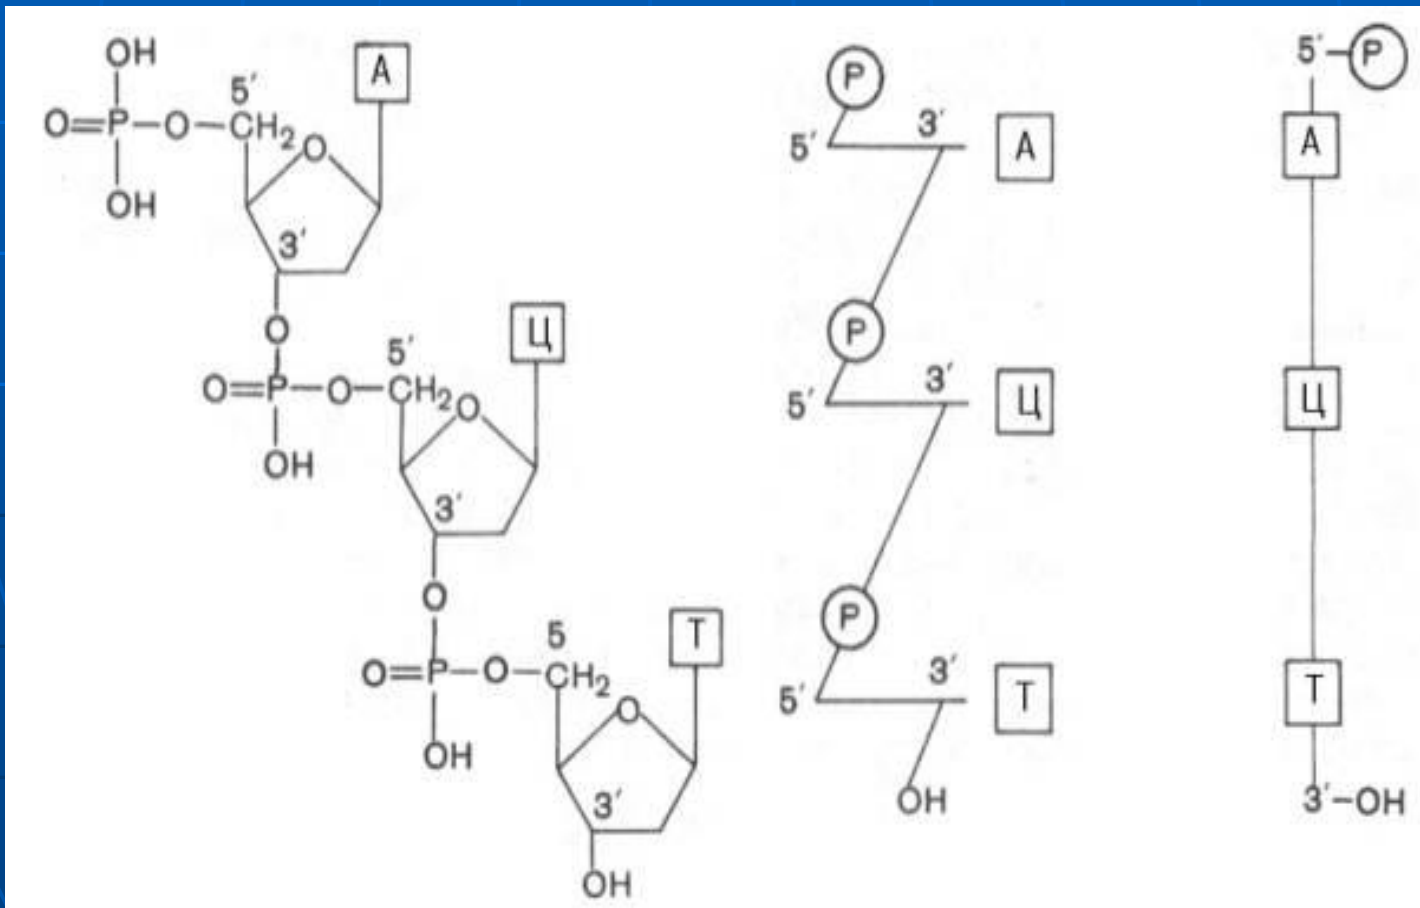 OH
5′
A
O=P–O–CH₂
O
OH
3′
O
Ц
5′
O=P–O–CH₂
O
OH
3′
O
T
5
O=P–O–CH₂
O
OH
3′
OH
P
5′
3′
A
P
5′
3′
Ц
P
5′
3′
T
OH
5′–P
A
Ц
T
3′–OH